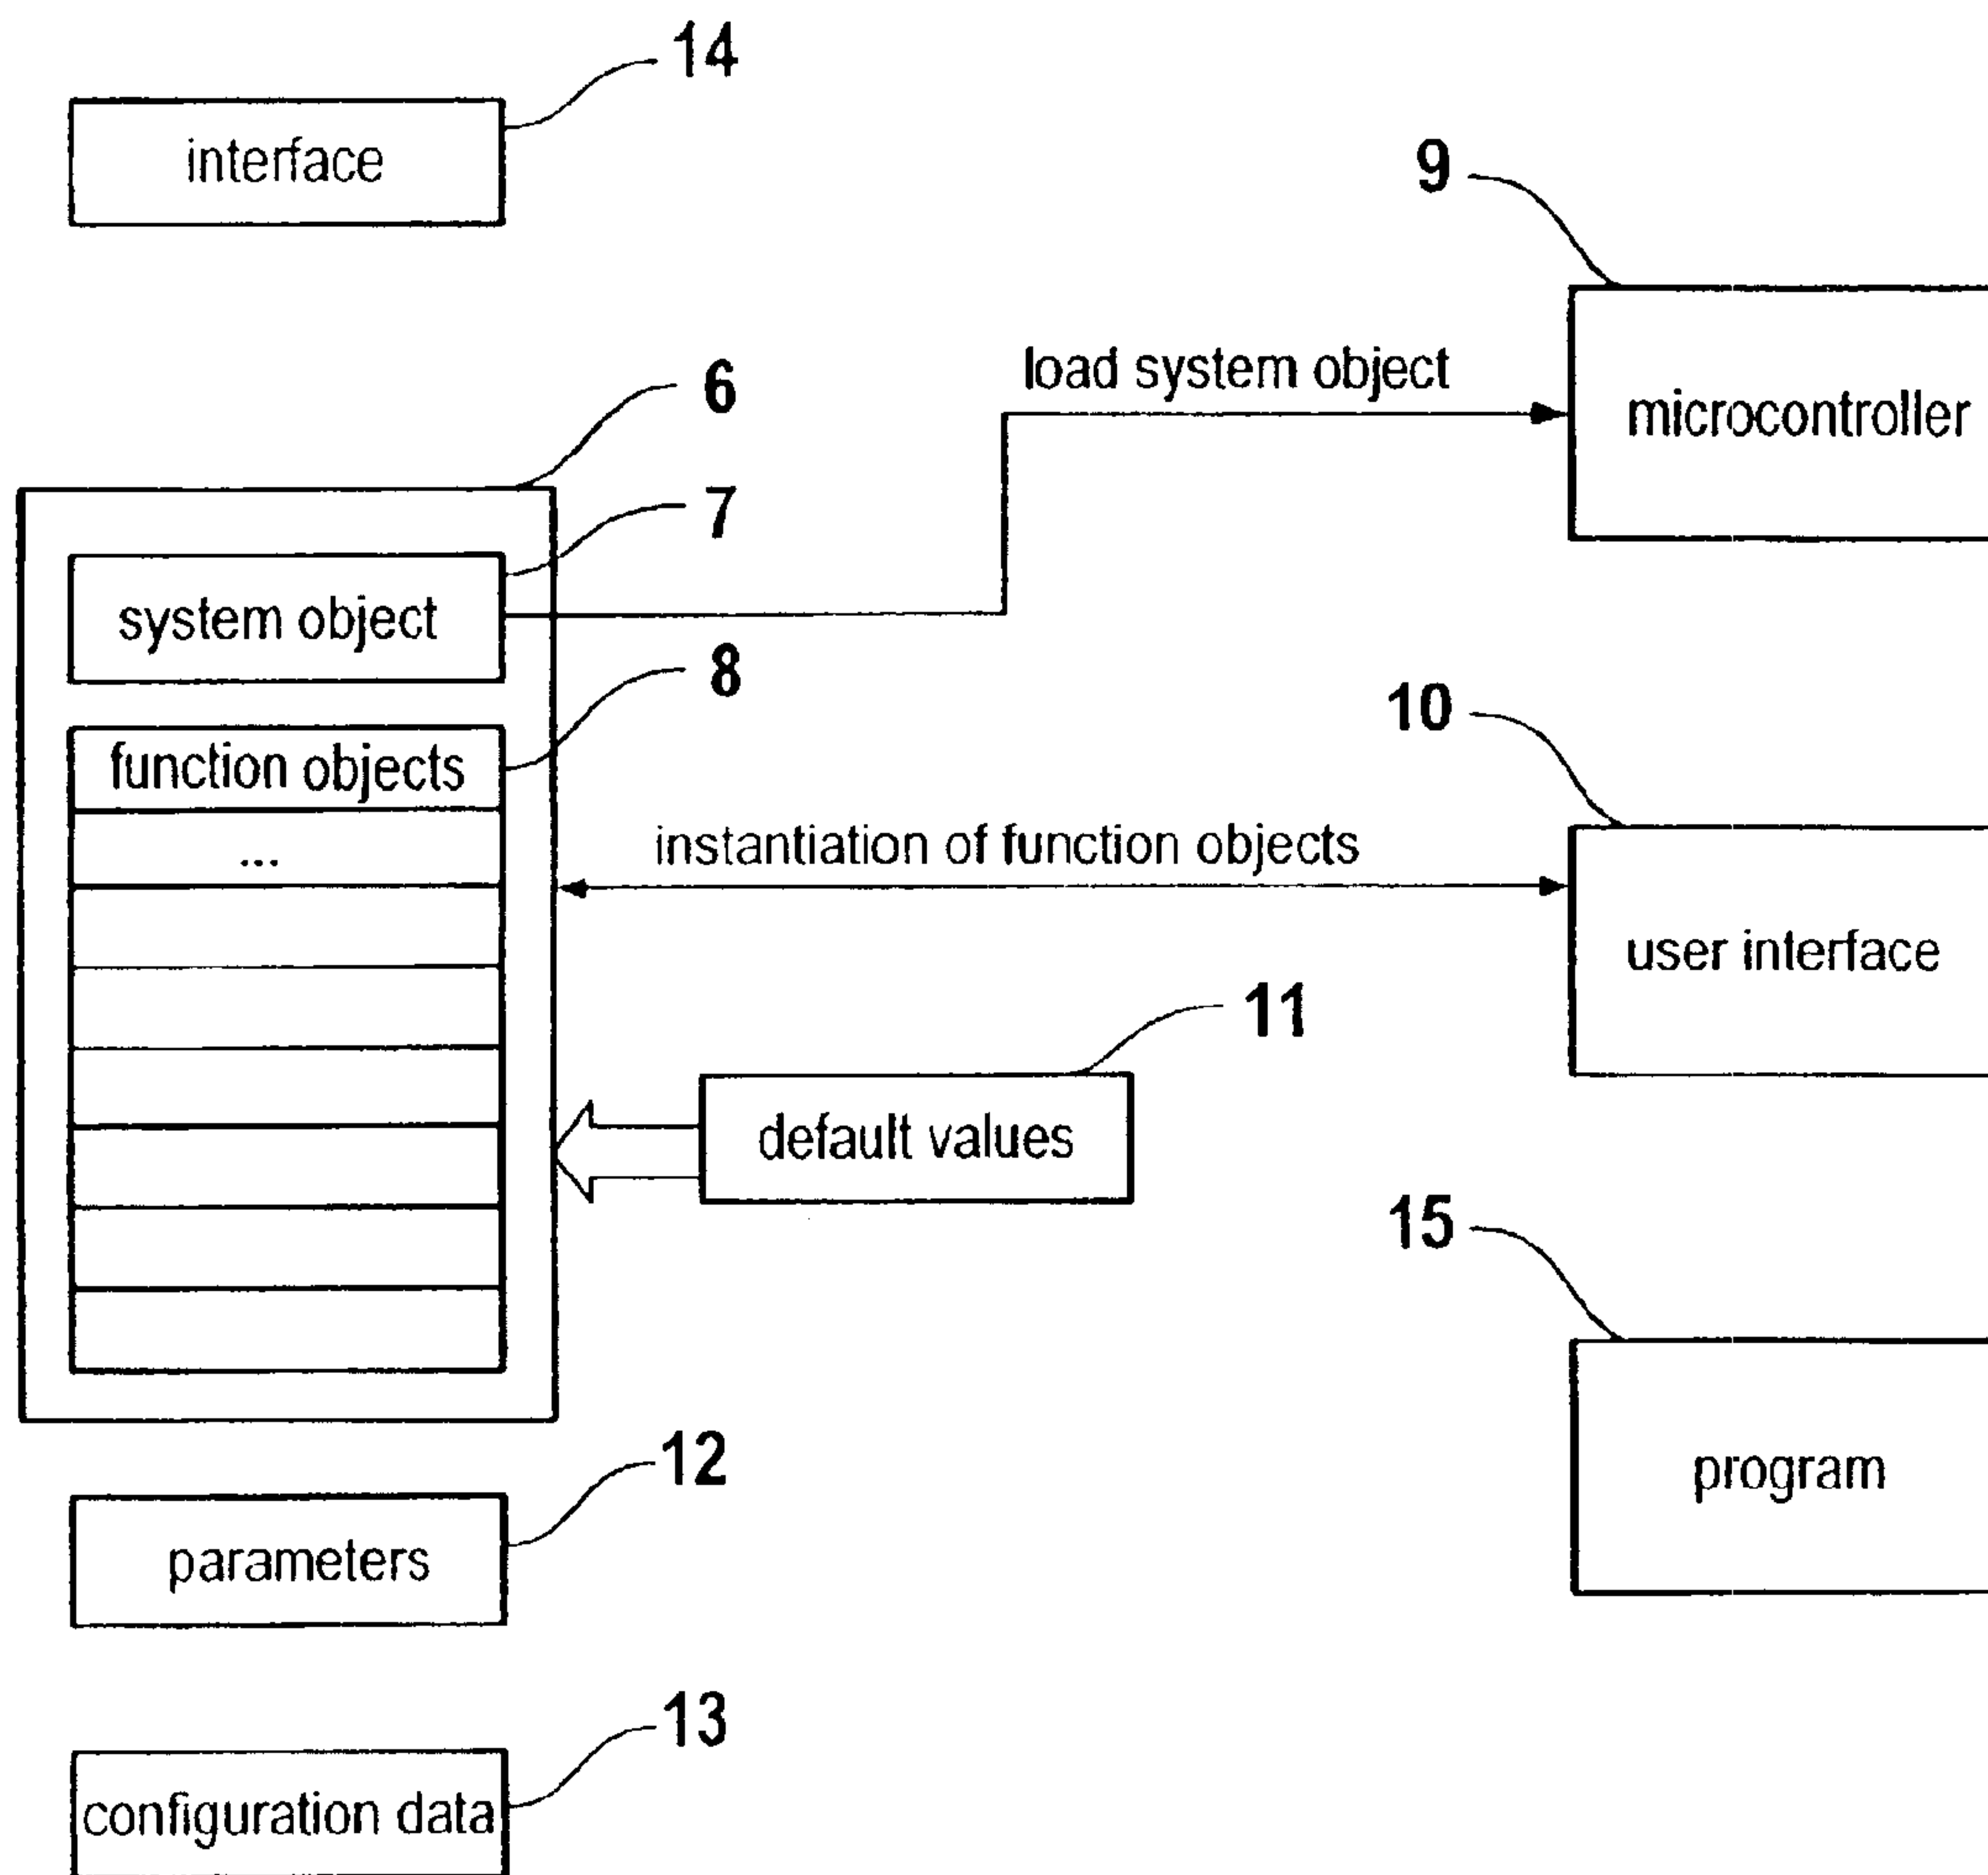 14
interface
9
load system object
microcontroller
6
7
system object
8
function objects
...
10
instantiation of function objects
user interface
11
default values
15
program
12
parameters
13
configuration data